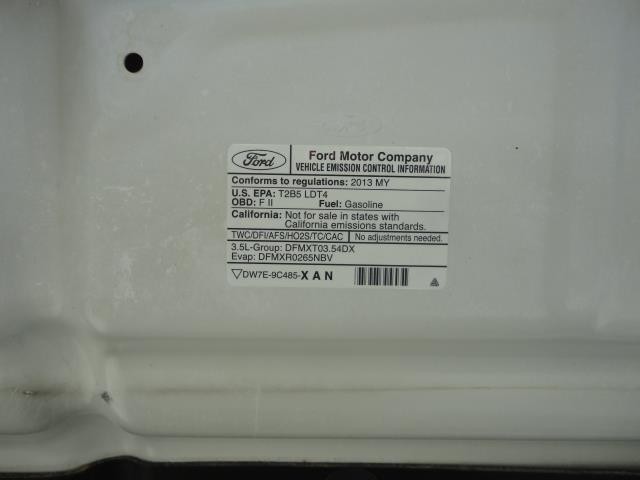 Ford
Ford Motor Company
VEHICLE EMISSION CONTROL INFORMATION
Conforms to regulations: 2013 MY
U.S. EPA: T2B5 LDT4
OBD: F II Fuel: Gasoline
California: Not for sale in states with
California emissions standards.
TWC/DFI/AFS/HO2S/TC/CAC No adjustments needed.
3.5L-Group: DFMXT03.54DX
Evap: DFMXR0265NBV
DW7E-9C485-X A N